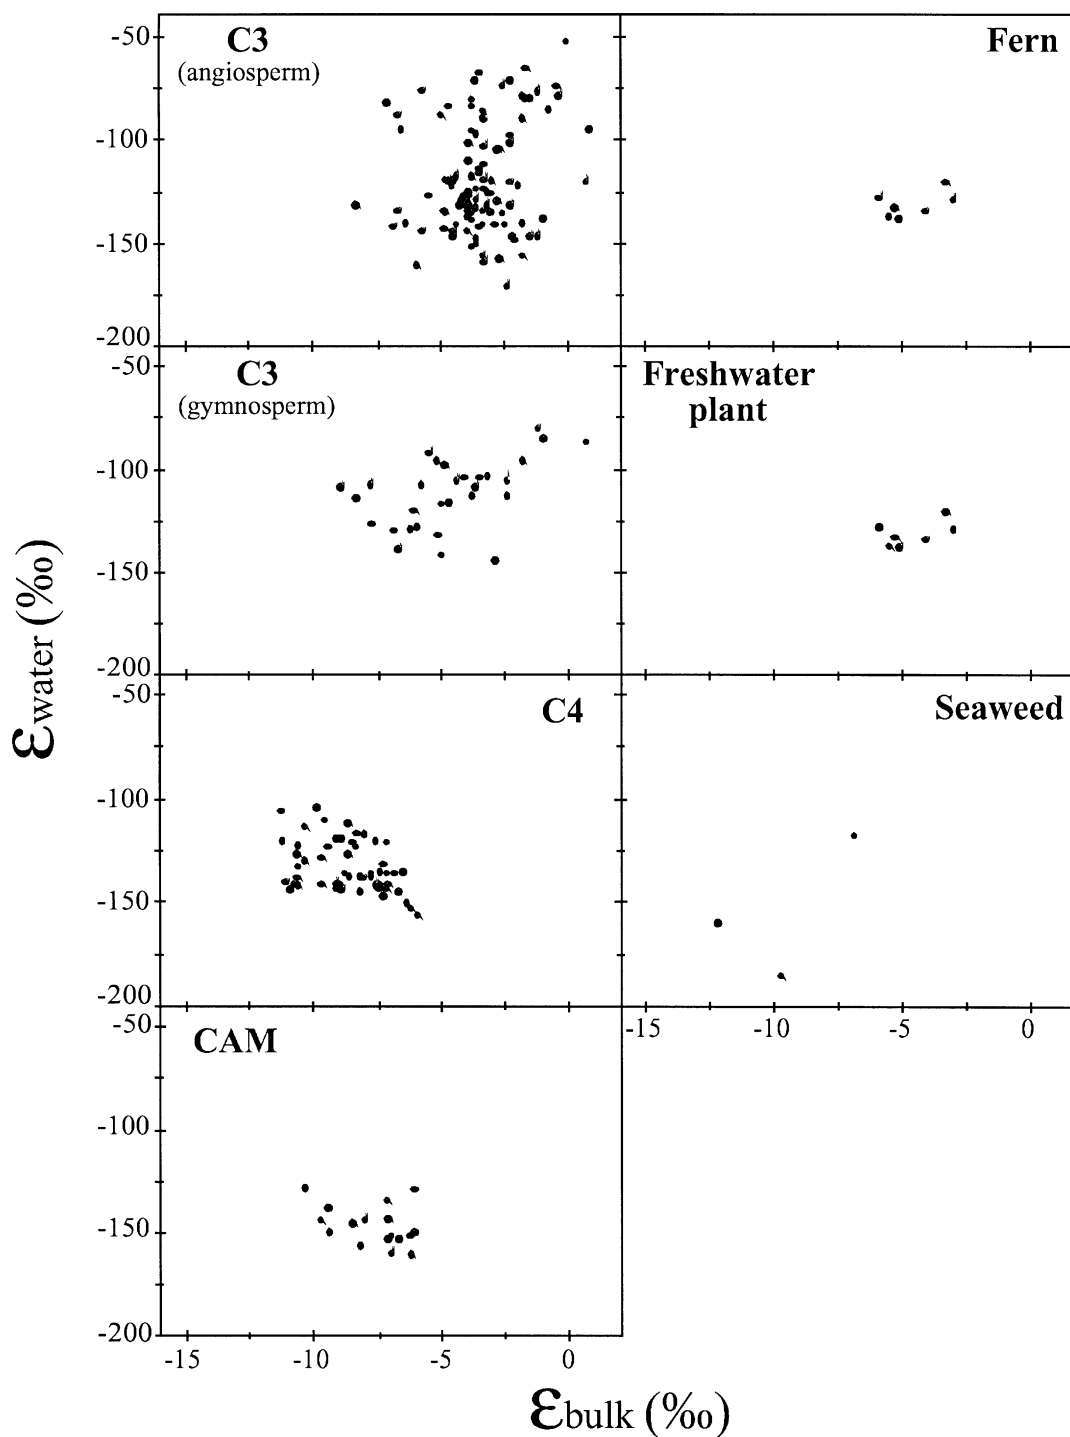 C3
(angiosperm)
Fern
-50
-100
-150
-200
C3
(gymnosperm)
Freshwater
plant
-50
-100
-150
-200
C4
Seaweed
-50
-100
-150
-200
-15 -10 -5 0
CAM
-50
-100
-150
-200
-15 -10 -5 0
εwater (‰)
εbulk (‰)